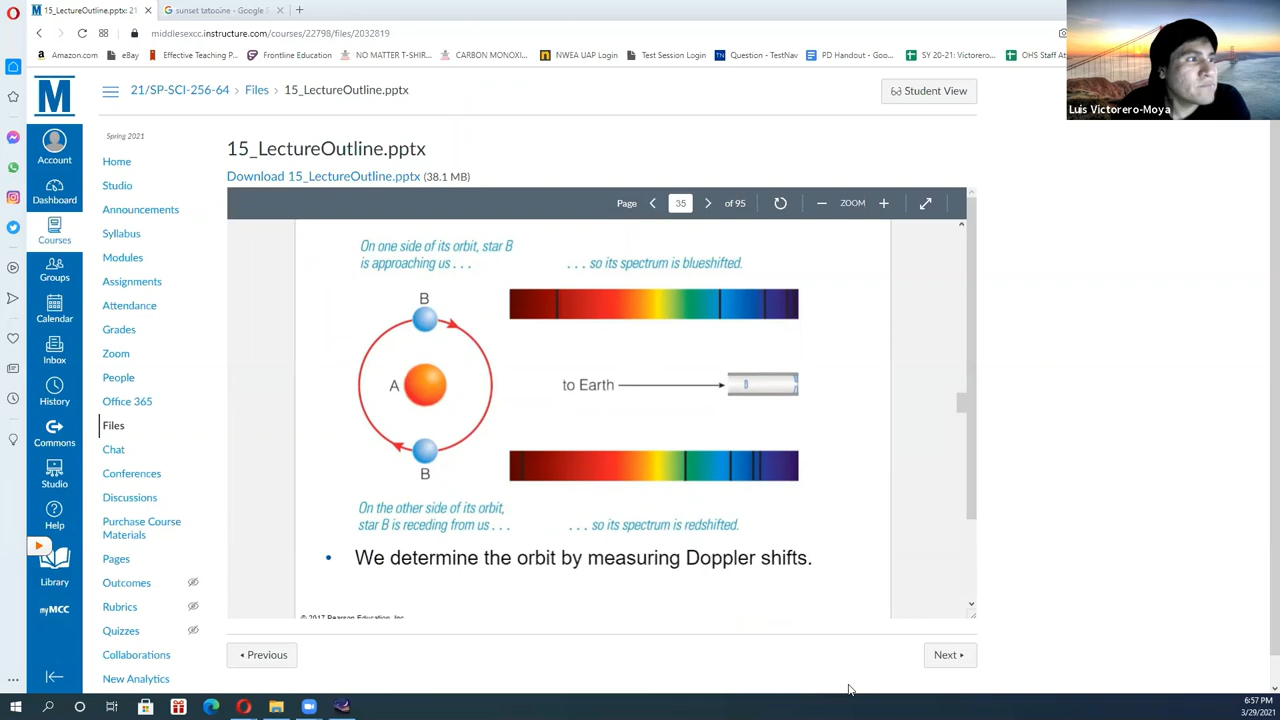 15_LectureOutline.pptx: 21
sunset tatooine - Google S
middlesexcc.instructure.com/courses/22798/files/2032819
Amazon.com
eBay
Effective Teaching P...
Frontline Education
NO MATTER T-SHIR...
CARBON MONOXI...
NWEA UAP Login
Test Session Login
Question - TestNav
PD Handout - Goo...
SY 20-21: Victorero...
OHS Staff At
Luis Victorero-Moya
21/SP-SCI-256-64
Files
15_LectureOutline.pptx
Student View
Account
Dashboard
Courses
Groups
Calendar
Inbox
History
Commons
Studio
Help
Library
myMCC
Spring 2021
Home
Studio
Announcements
Syllabus
Modules
Assignments
Attendance
Grades
Zoom
People
Office 365
Files
Chat
Conferences
Discussions
Purchase Course
Materials
Pages
Outcomes
Rubrics
Quizzes
Collaborations
New Analytics
15_LectureOutline.pptx
Download 15_LectureOutline.pptx (38.1 MB)
Page 35 of 95 ZOOM
On one side of its orbit, star B
is approaching us . . .
. . . so its spectrum is blueshifted.
B
A
to Earth
B
On the other side of its orbit,
star B is receding from us . . .
. . . so its spectrum is redshifted.
• We determine the orbit by measuring Doppler shifts.
© 2017 Pearson Education, Inc.
Previous
Next
6:57 PM
3/29/2021